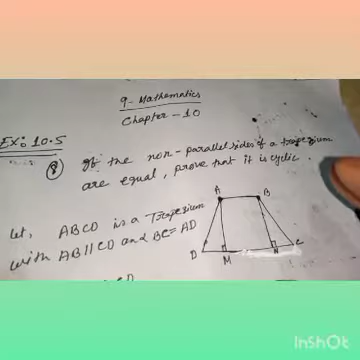 9-Mathematics
Chapter-10
Ex: 10.5
(8) If the non-parallel sides of a trapezium
are equal, prove that it is cyclic.
Let, ABCD is a Trapezium
with AB||CD and BC=AD
A B
D M N C
InShOt